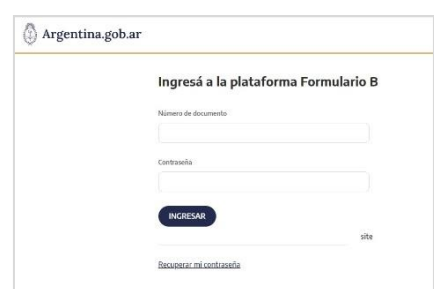 Argentina.gob.ar
Ingresá a la plataforma Formulario B
Número de documento
Contraseña
INGRESAR
site
Recuperar mi contraseña